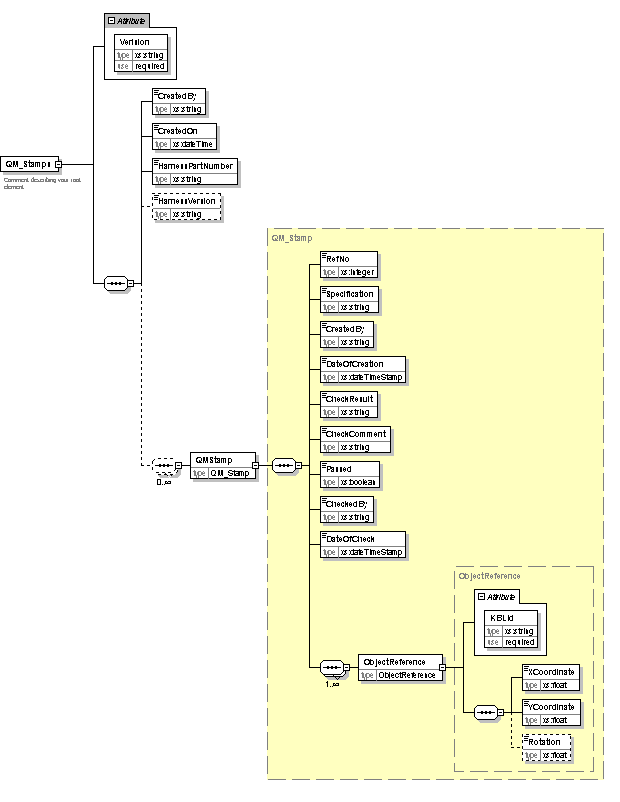 Attribute
Version
type xs:string
use required
QM_Stamps
Comment describing your root
element
CreatedBy
type xs:string
CreatedOn
type xs:dateTime
HarnessPartNumber
type xs:string
HarnessVersion
type xs:string
QMStamp
type QM_Stamp
0..∞
QM_Stamp
RefNo
type xs:integer
Specification
type xs:string
CreatedBy
type xs:string
DateOfCreation
type xs:dateTimeStamp
CheckResult
type xs:string
CheckComment
type xs:string
Passed
type xs:boolean
CheckedBy
type xs:string
DateOfCheck
type xs:dateTimeStamp
ObjectReference
type ObjectReference
1..∞
ObjectReference
Attribute
KBLId
type xs:string
use required
XCoordinate
type xs:float
YCoordinate
type xs:float
Rotation
type xs:float